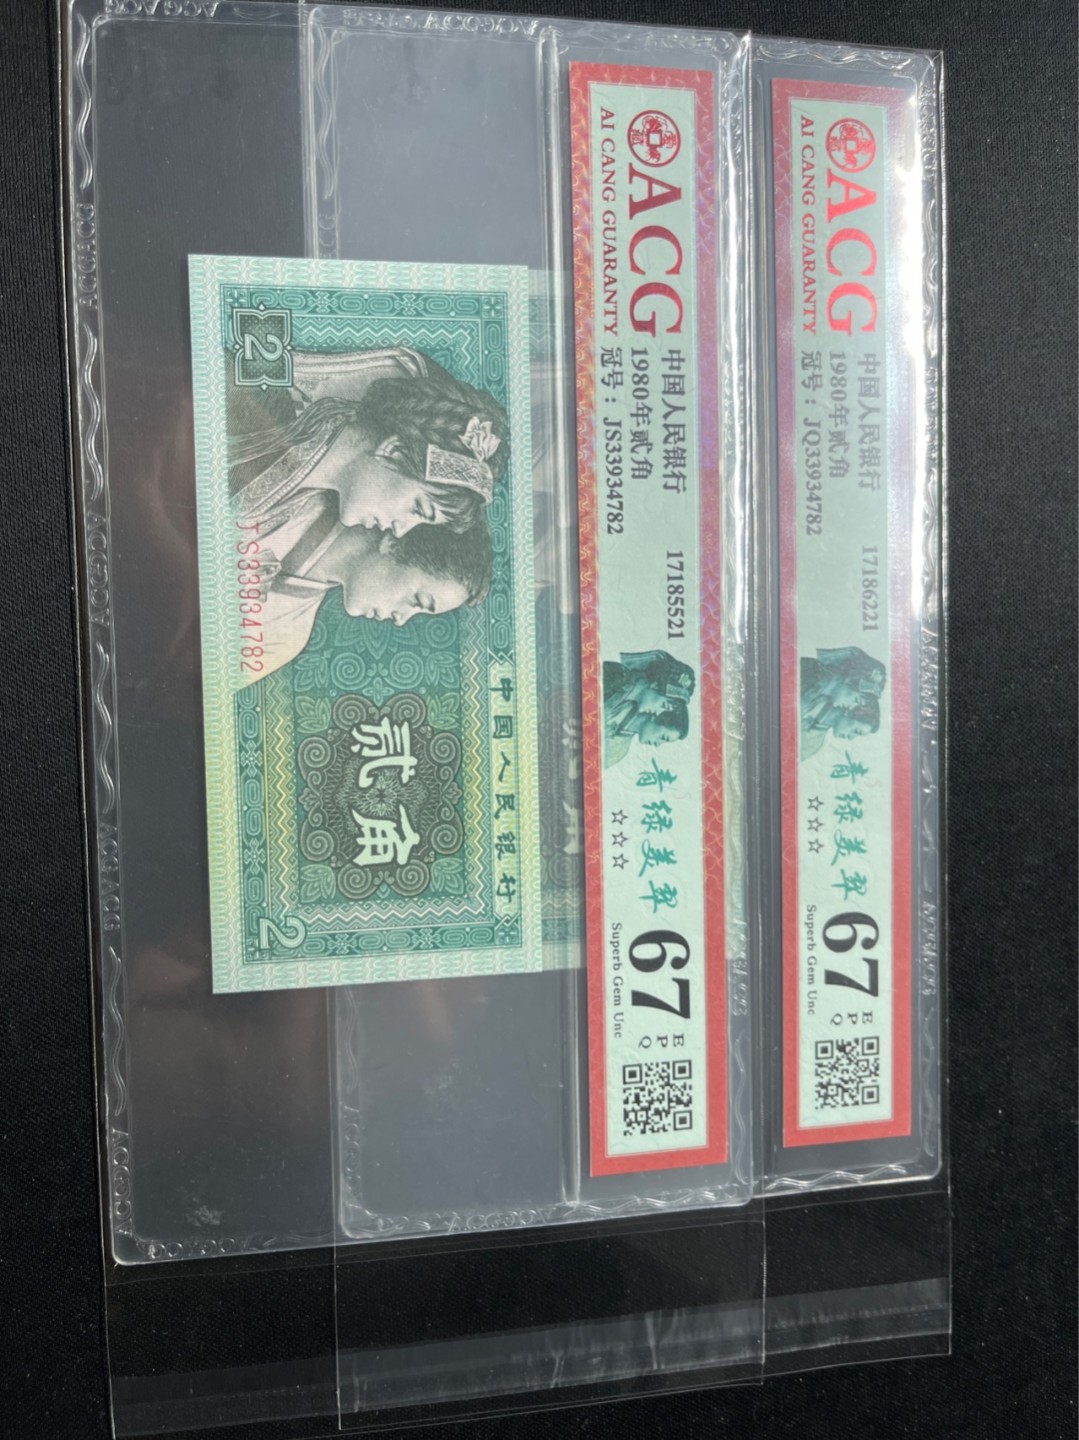 ACG
AI CANG GUARANTY
中国人民银行
1980年贰角
冠号：JQ33934782
17186221
青绿美翠
☆☆☆
67
EPQ
Superb Gem Unc
ACG
AI CANG GUARANTY
中国人民银行
1980年贰角
冠号：JS33934782
17185521
青绿美翠
☆☆☆
67
EPQ
Superb Gem Unc
中国人民银行
贰角
2
JS33934782
2